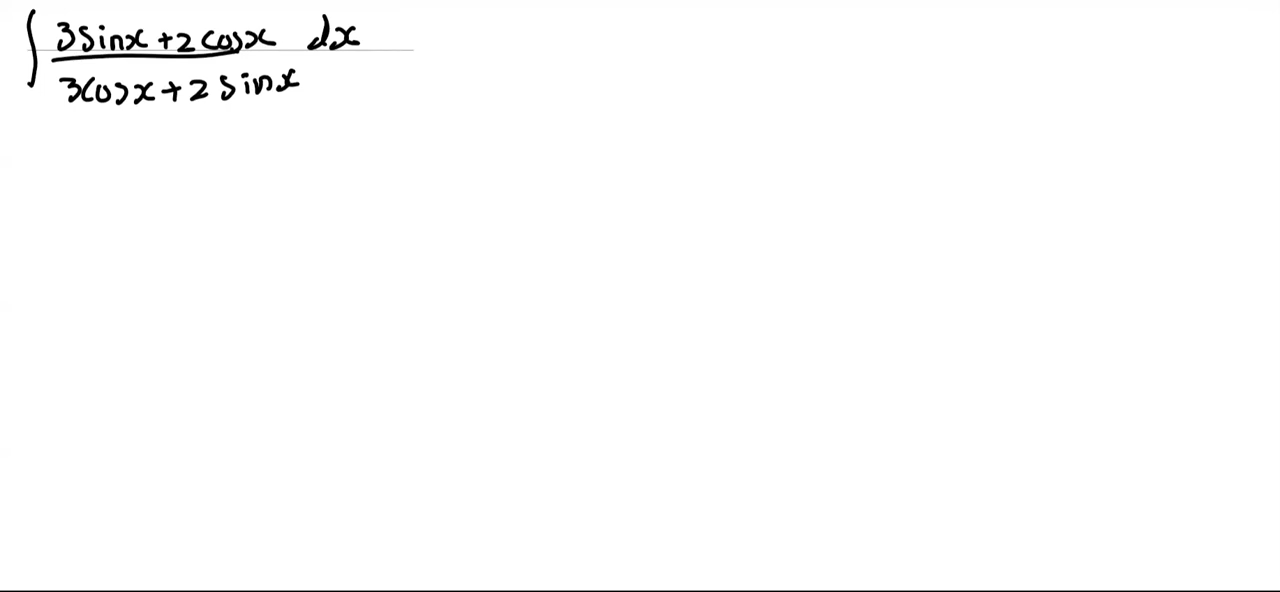 ∫ 3sinx + 2cosx dx
3cosx + 2sinx